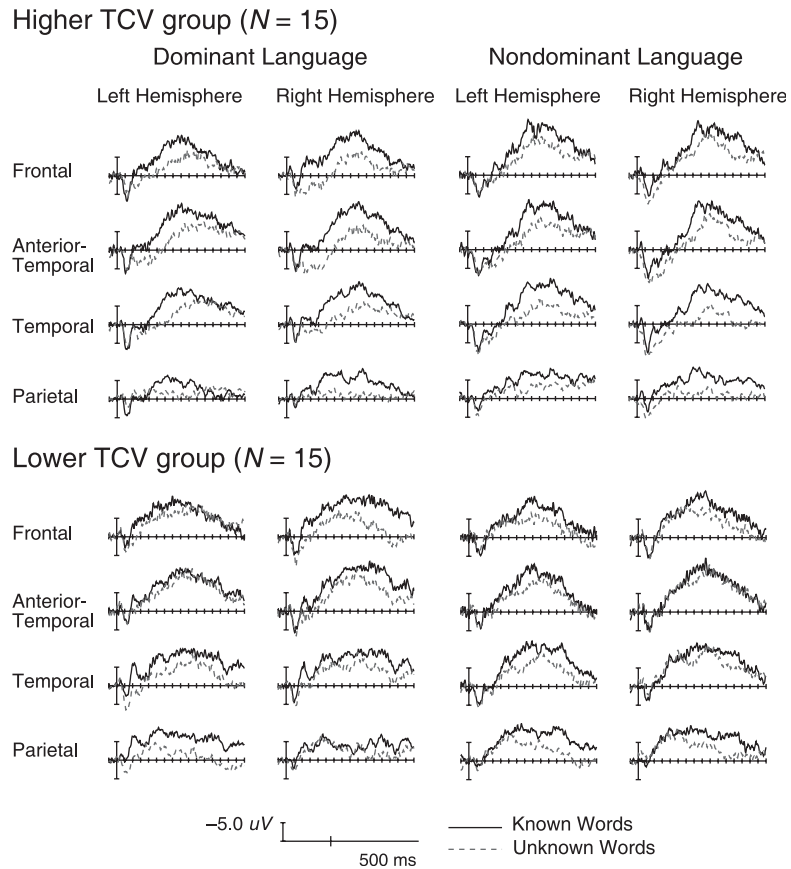 Higher TCV group (N = 15)
Dominant Language Nondominant Language
Left Hemisphere Right Hemisphere Left Hemisphere Right Hemisphere
Frontal
Anterior-
Temporal
Temporal
Parietal
Lower TCV group (N = 15)
Frontal
Anterior-
Temporal
Temporal
Parietal
−5.0 uV
500 ms
Known Words
Unknown Words